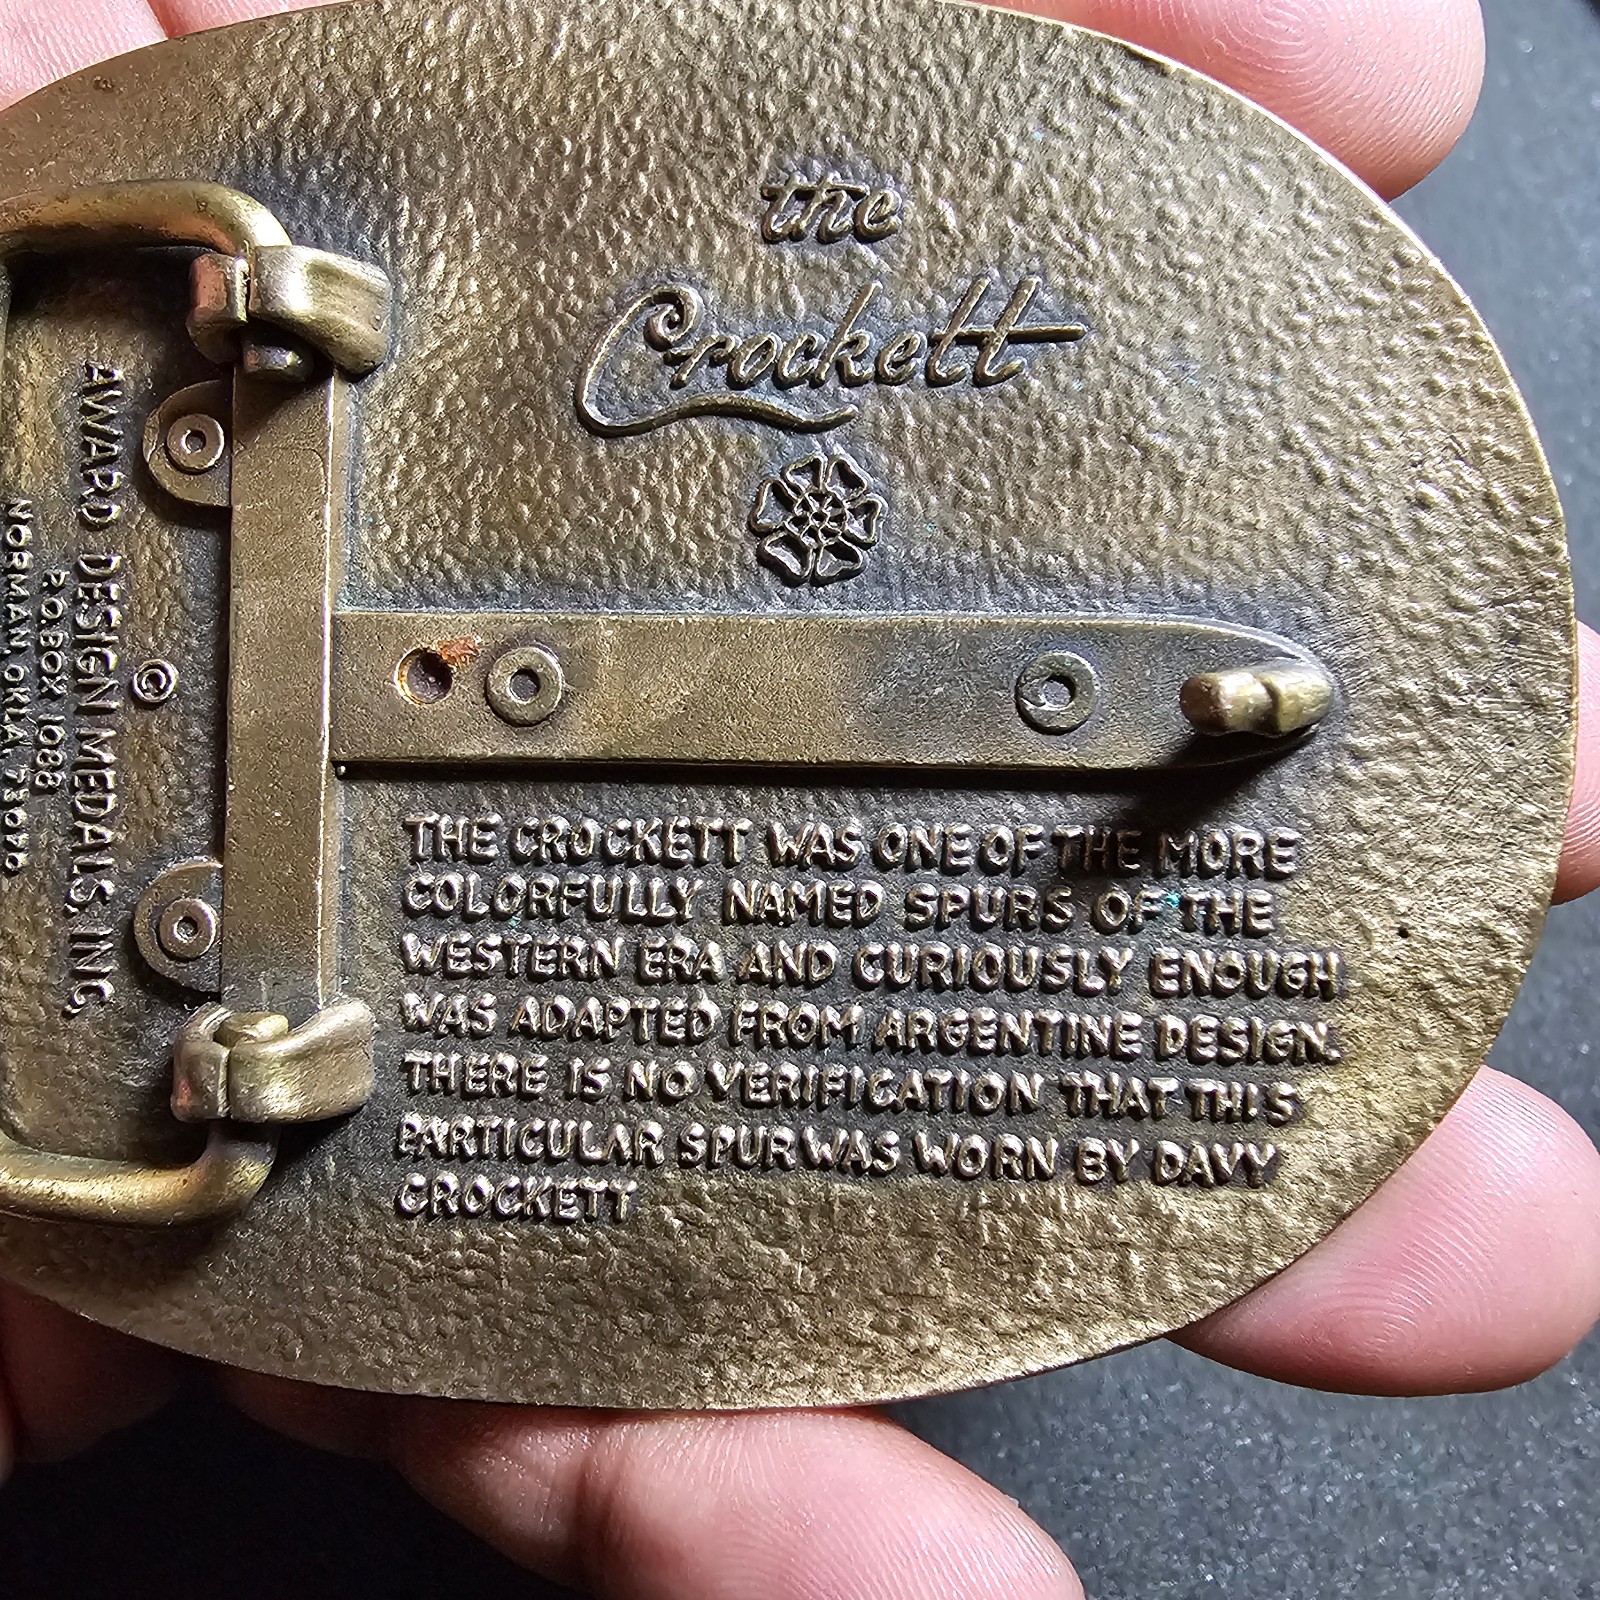 the
Crockett
THE CROCKETT WAS ONE OF THE MORE
COLORFULLY NAMED SPURS OF THE
WESTERN ERA AND CURIOUSLY ENOUGH
WAS ADAPTED FROM ARGENTINE DESIGN.
THERE IS NO VERIFICATION THAT THIS
PARTICULAR SPUR WAS WORN BY DAVY
CROCKETT
©
AWARD DESIGN MEDALS, INC.
P.O. BOX 1088
NORMAN, OKLA.